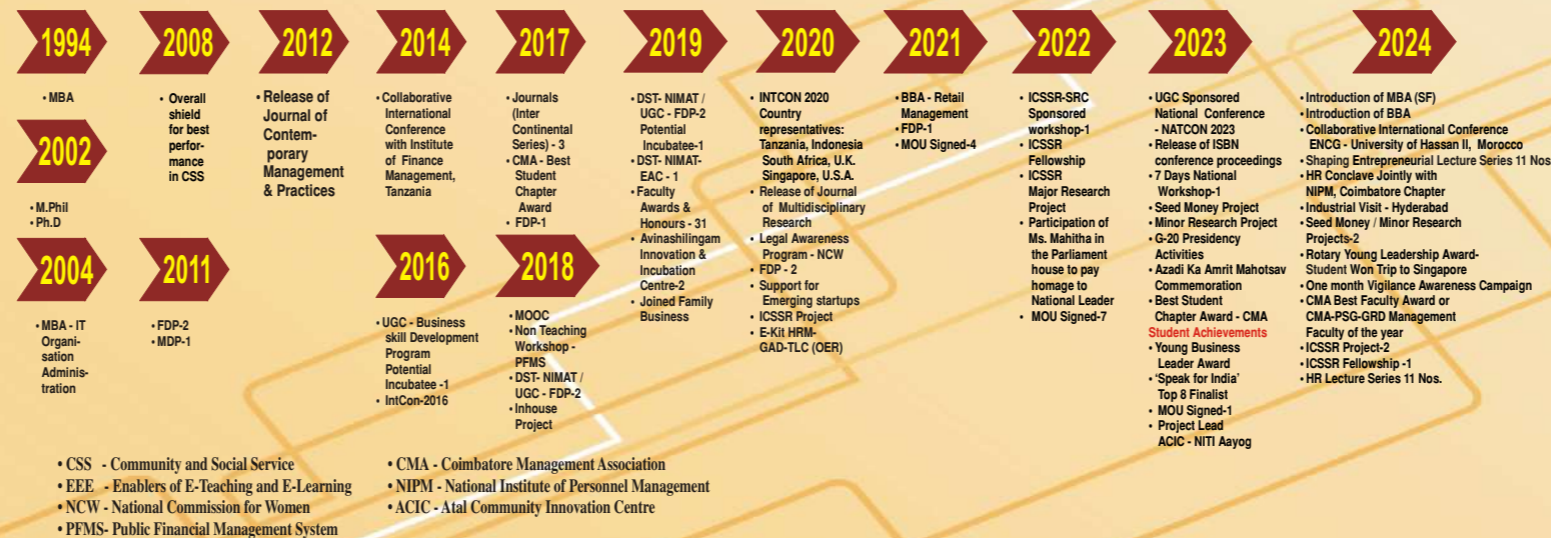 1994
• MBA
2002
• M.Phil
• Ph.D
2004
• MBA - IT
Organi-
sation
Adminis-
tration
2008
• Overall
shield
for best
perfor-
mance
in CSS
2011
• FDP-2
• MDP-1
2012
• Release of
Journal of
Contem-
porary
Management
& Practices
2014
• Collaborative
International
Conference
with Institute
of Finance
Management,
Tanzania
2016
• UGC - Business
skill Development
Program
Potential
Incubatee -1
• IntCon-2016
2017
• Journals
(Inter
Continental
Series) - 3
• CMA - Best
Student
Chapter
Award
• FDP-1
2018
• MOOC
• Non Teaching
Workshop -
PFMS
• DST- NIMAT /
UGC - FDP-2
• Inhouse
Project
2019
• DST- NIMAT /
UGC - FDP-2
Potential
Incubatee-1
• DST- NIMAT-
EAC - 1
• Faculty
Awards &
Honours - 31
• Avinashilingam
Innovation &
Incubation
Centre-2
• Joined Family
Business
2020
• INTCON 2020
Country
representatives:
Tanzania, Indonesia
South Africa, U.K.
Singapore, U.S.A.
• Release of Journal
of Multidisciplinary
Research
• Legal Awareness
Program - NCW
• FDP - 2
• Support for
Emerging startups
• ICSSR Project
• E-Kit HRM-
GAD-TLC (OER)
2021
• BBA - Retail
Management
• FDP-1
• MOU Signed-4
2022
• ICSSR-SRC
Sponsored
workshop-1
• ICSSR
Fellowship
• ICSSR
Major Research
Project
• Participation of
Ms. Mahitha in
the Parliament
house to pay
homage to
National Leader
• MOU Signed-7
2023
• UGC Sponsored
National Conference
- NATCON 2023
• Release of ISBN
conference proceedings
• 7 Days National
Workshop-1
• Seed Money Project
• Minor Research Project
• G-20 Presidency
Activities
• Azadi Ka Amrit Mahotsav
Commemoration
• Best Student
Chapter Award - CMA
Student Achievements
• Young Business
Leader Award
• 'Speak for India'
Top 8 Finalist
• MOU Signed-1
• Project Lead
ACIC - NITI Aayog
2024
• Introduction of MBA (SF)
• Introduction of BBA
• Collaborative International Conference
ENCG - University of Hassan II, Morocco
• Shaping Entrepreneurial Lecture Series 11 Nos
• HR Conclave Jointly with
NIPM, Coimbatore Chapter
• Industrial Visit - Hyderabad
• Seed Money / Minor Research
Projects-2
• Rotary Young Leadership Award-
Student Won Trip to Singapore
• One month Vigilance Awareness Campaign
• CMA Best Faculty Award or
CMA-PSG-GRD Management
Faculty of the year
• ICSSR Project-2
• ICSSR Fellowship -1
• HR Lecture Series 11 Nos.
• CSS - Community and Social Service
• EEE - Enablers of E-Teaching and E-Learning
• NCW - National Commission for Women
• PFMS- Public Financial Management System
• CMA - Coimbatore Management Association
• NIPM - National Institute of Personnel Management
• ACIC - Atal Community Innovation Centre